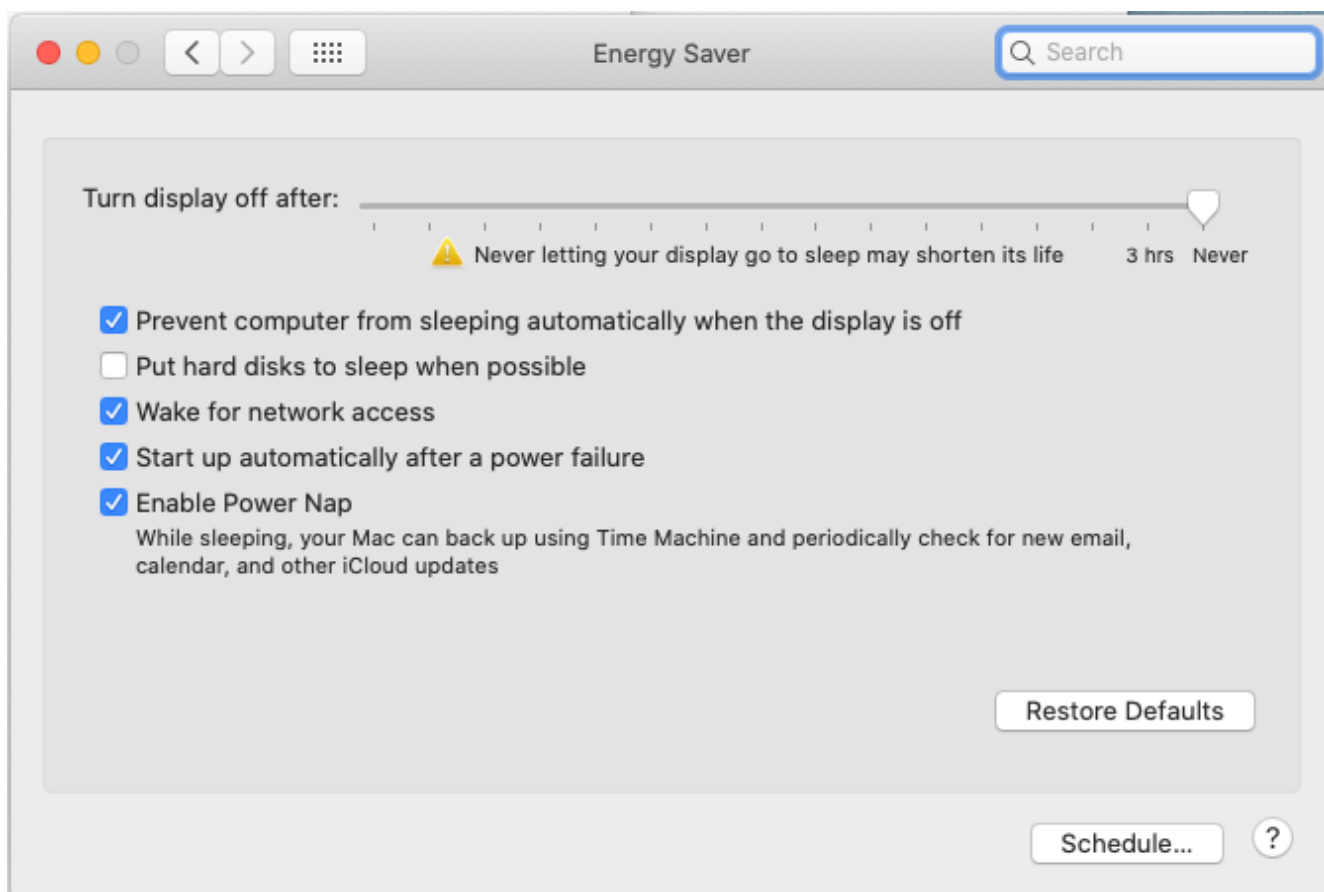 Energy Saver
Search
Turn display off after:
Never letting your display go to sleep may shorten its life
3 hrs Never
Prevent computer from sleeping automatically when the display is off
Put hard disks to sleep when possible
Wake for network access
Start up automatically after a power failure
Enable Power Nap
While sleeping, your Mac can back up using Time Machine and periodically check for new email,
calendar, and other iCloud updates
Restore Defaults
Schedule...
?